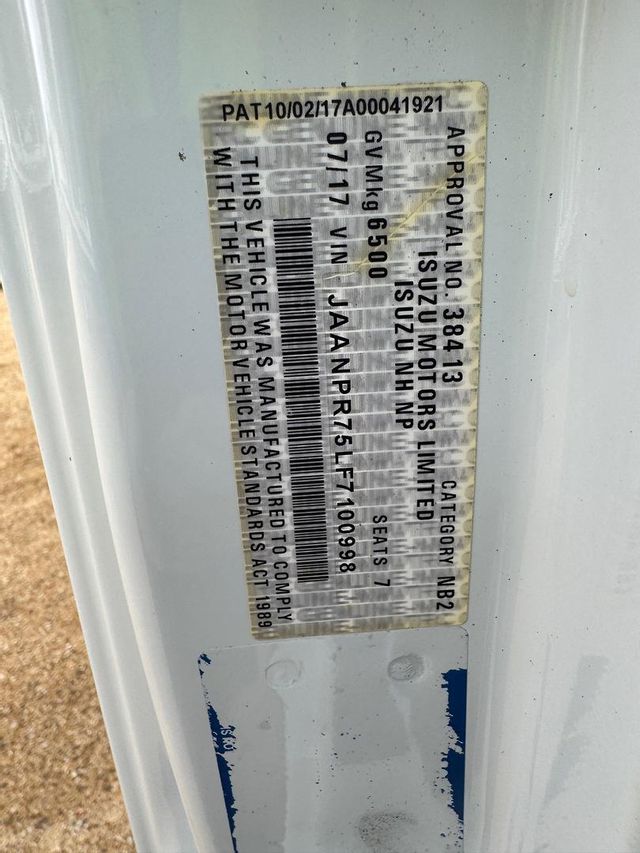 PAT10/02/17A00041921
APPROVAL NO. 38413 CATEGORY NB2
ISUZU MOTORS LIMITED
ISUZU NH NP
GVMkg 6500 SEATS 7
07/17 VIN JAANPR75LF7100998
THIS VEHICLE WAS MANUFACTURED TO COMPLY
WITH THE MOTOR VEHICLE STANDARDS ACT 1989